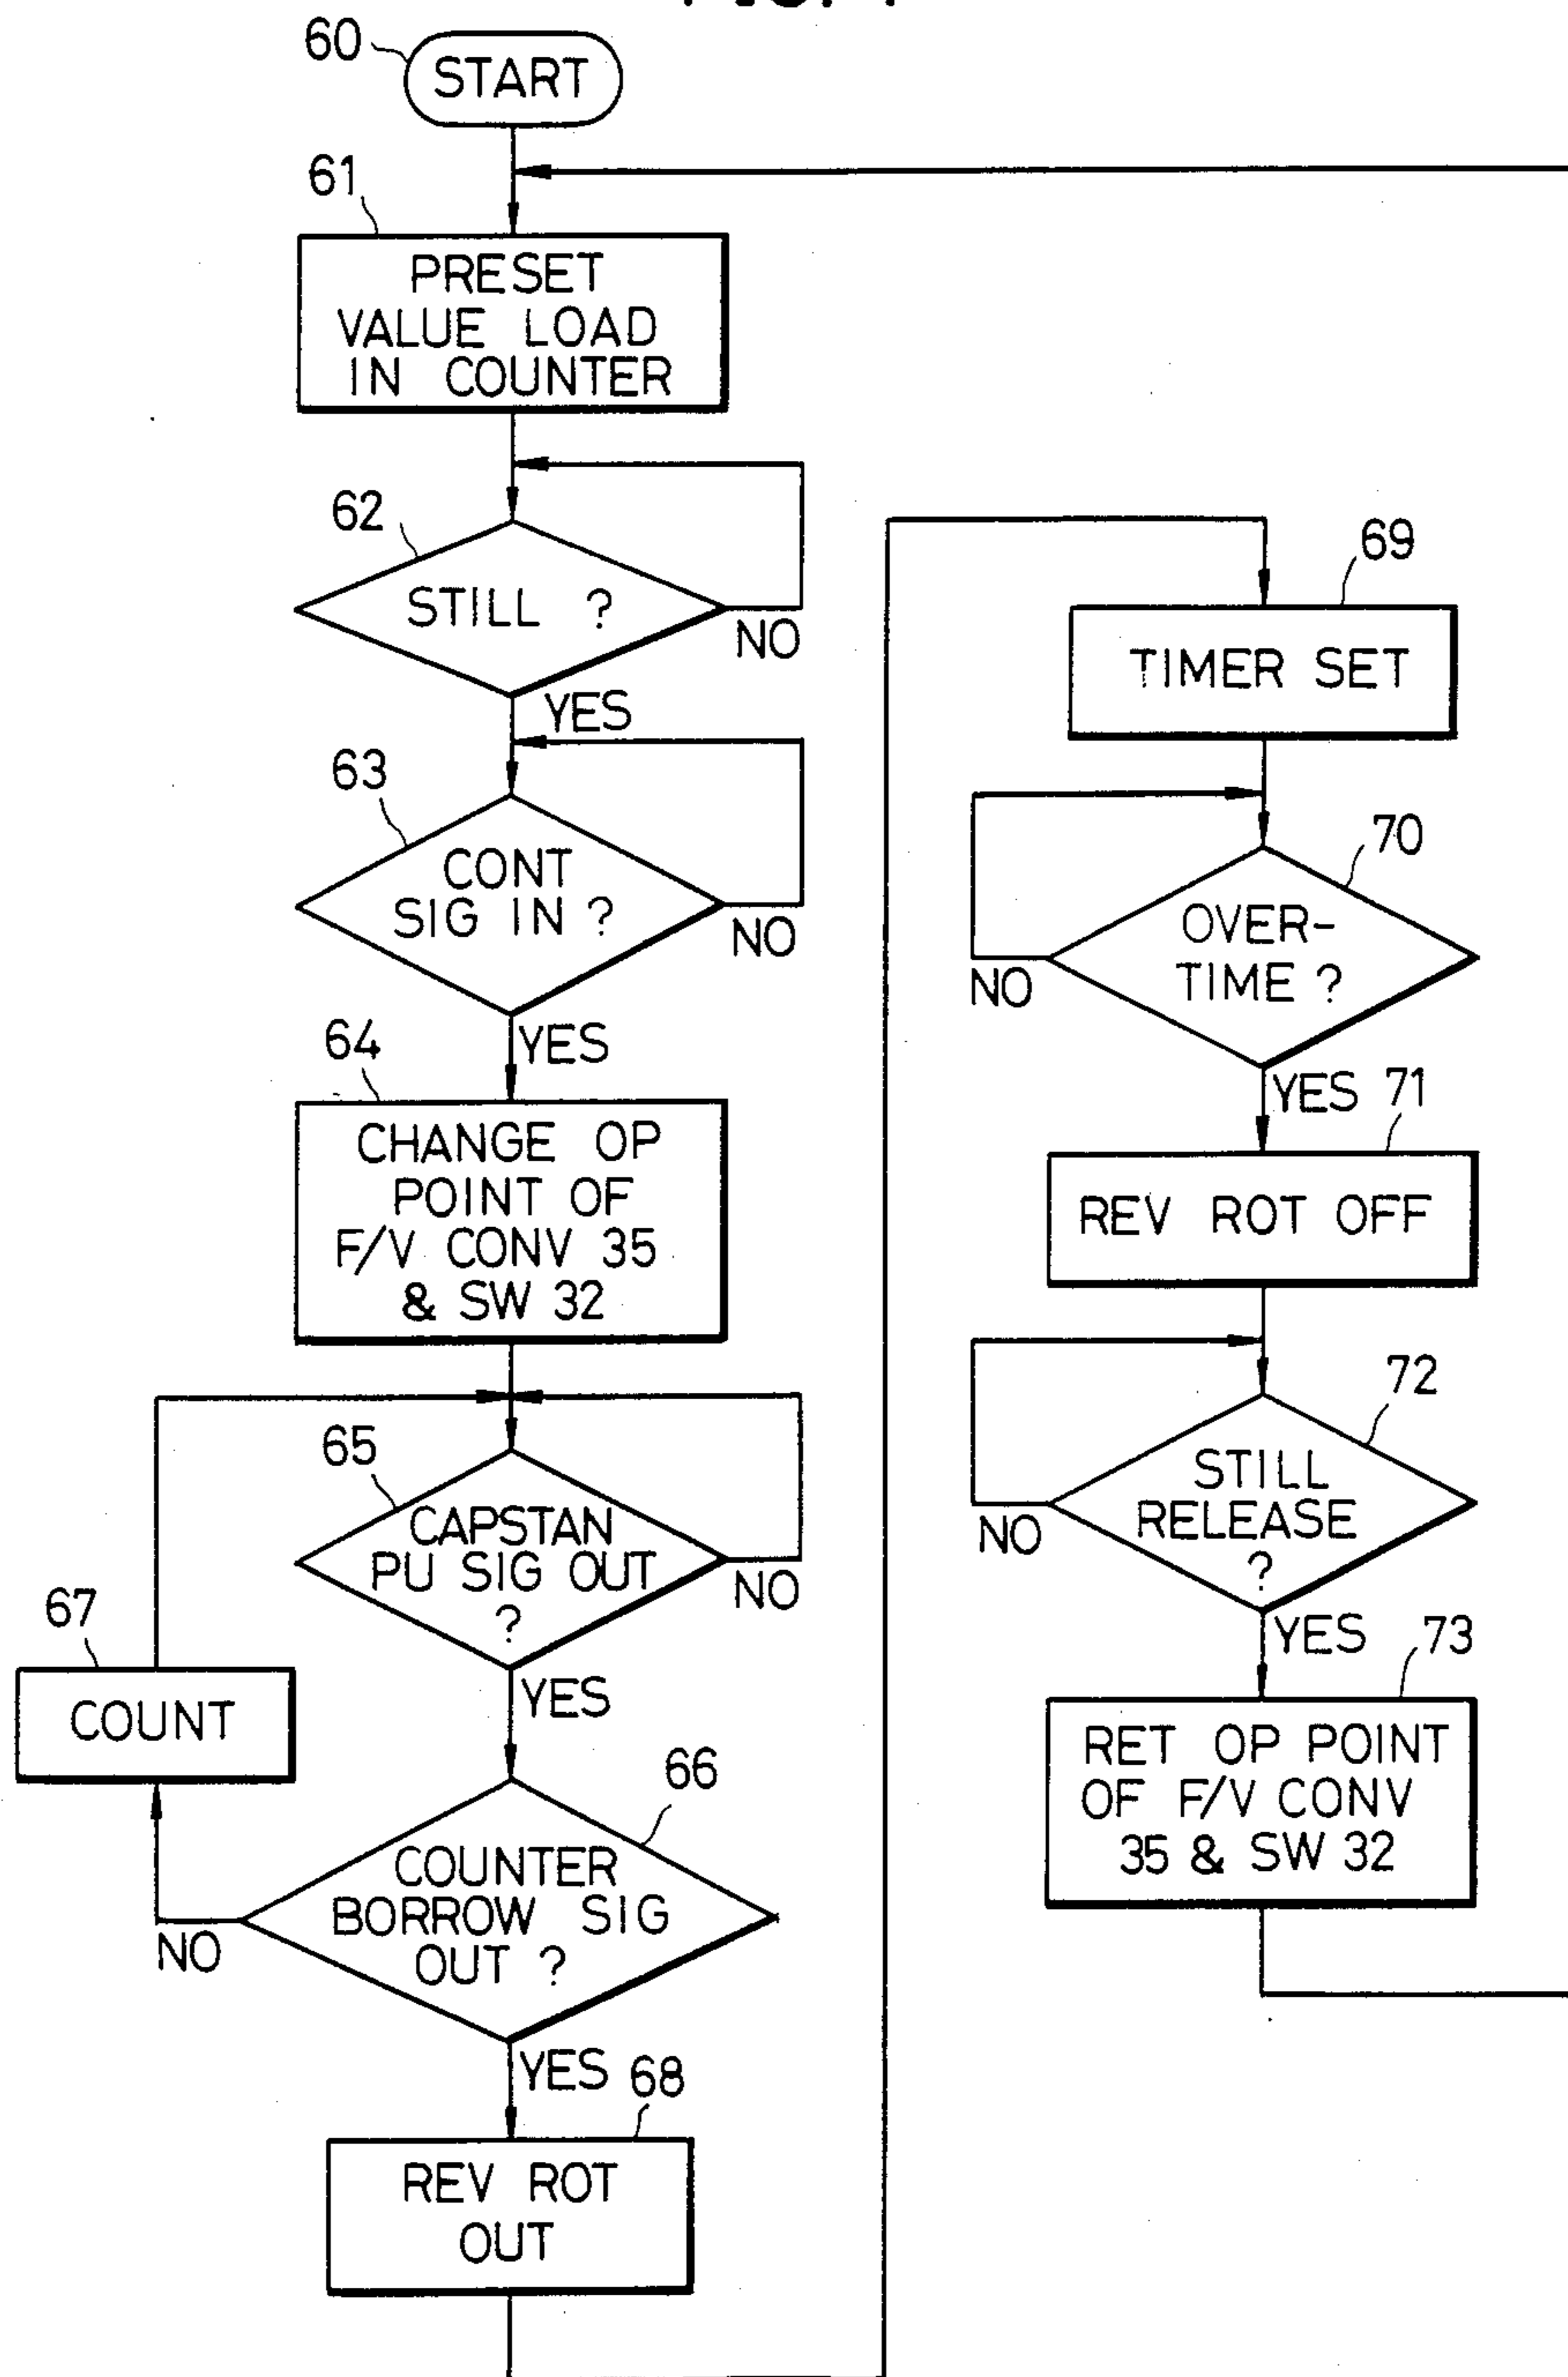 60
START
61
PRESET
VALUE LOAD
IN COUNTER
62
STILL ?
NO
YES
63
CONT
SIG IN ?
NO
YES
64
CHANGE OP
POINT OF
F/V CONV 35
& SW 32
65
CAPSTAN
PU SIG OUT
?
NO
YES
67
COUNT
66
COUNTER
BORROW SIG
OUT ?
NO
YES
68
REV ROT
OUT
69
TIMER SET
70
OVER-
TIME ?
NO
YES
71
REV ROT OFF
72
STILL
RELEASE
?
NO
YES
73
RET OP POINT
OF F/V CONV
35 & SW 32